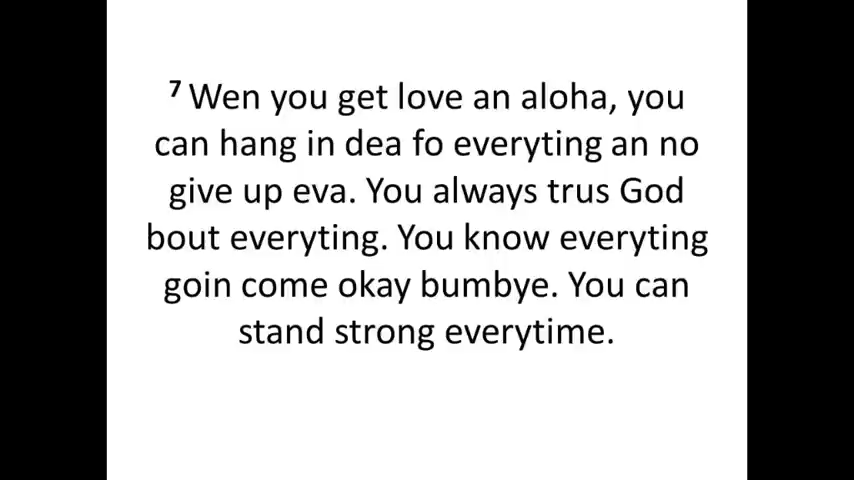 7 Wen you get love an aloha, you
can hang in dea fo everyting an no
give up eva. You always trus God
bout everyting. You know everyting
goin come okay bumbye. You can
stand strong everytime.